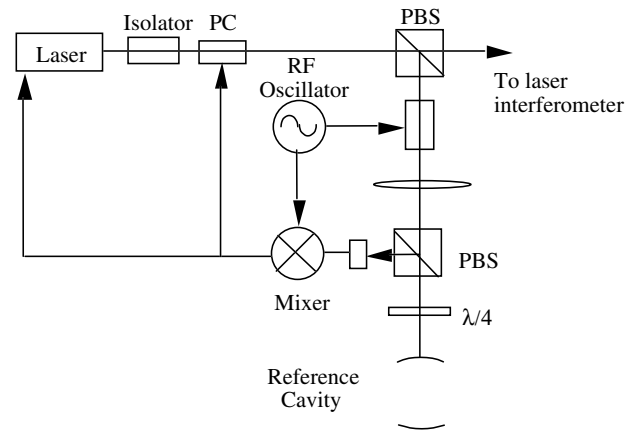 PBS
Isolator
PC
Laser
RF
Oscillator
To laser
interferometer
PBS
Mixer
λ/4
Reference
Cavity